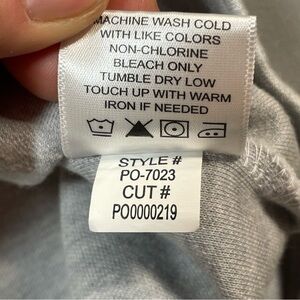 MACHINE WASH COLD
WITH LIKE COLORS
NON-CHLORINE
BLEACH ONLY
TUMBLE DRY LOW
TOUCH UP WITH WARM
IRON IF NEEDED
STYLE #
PO-7023
CUT #
PO0000219